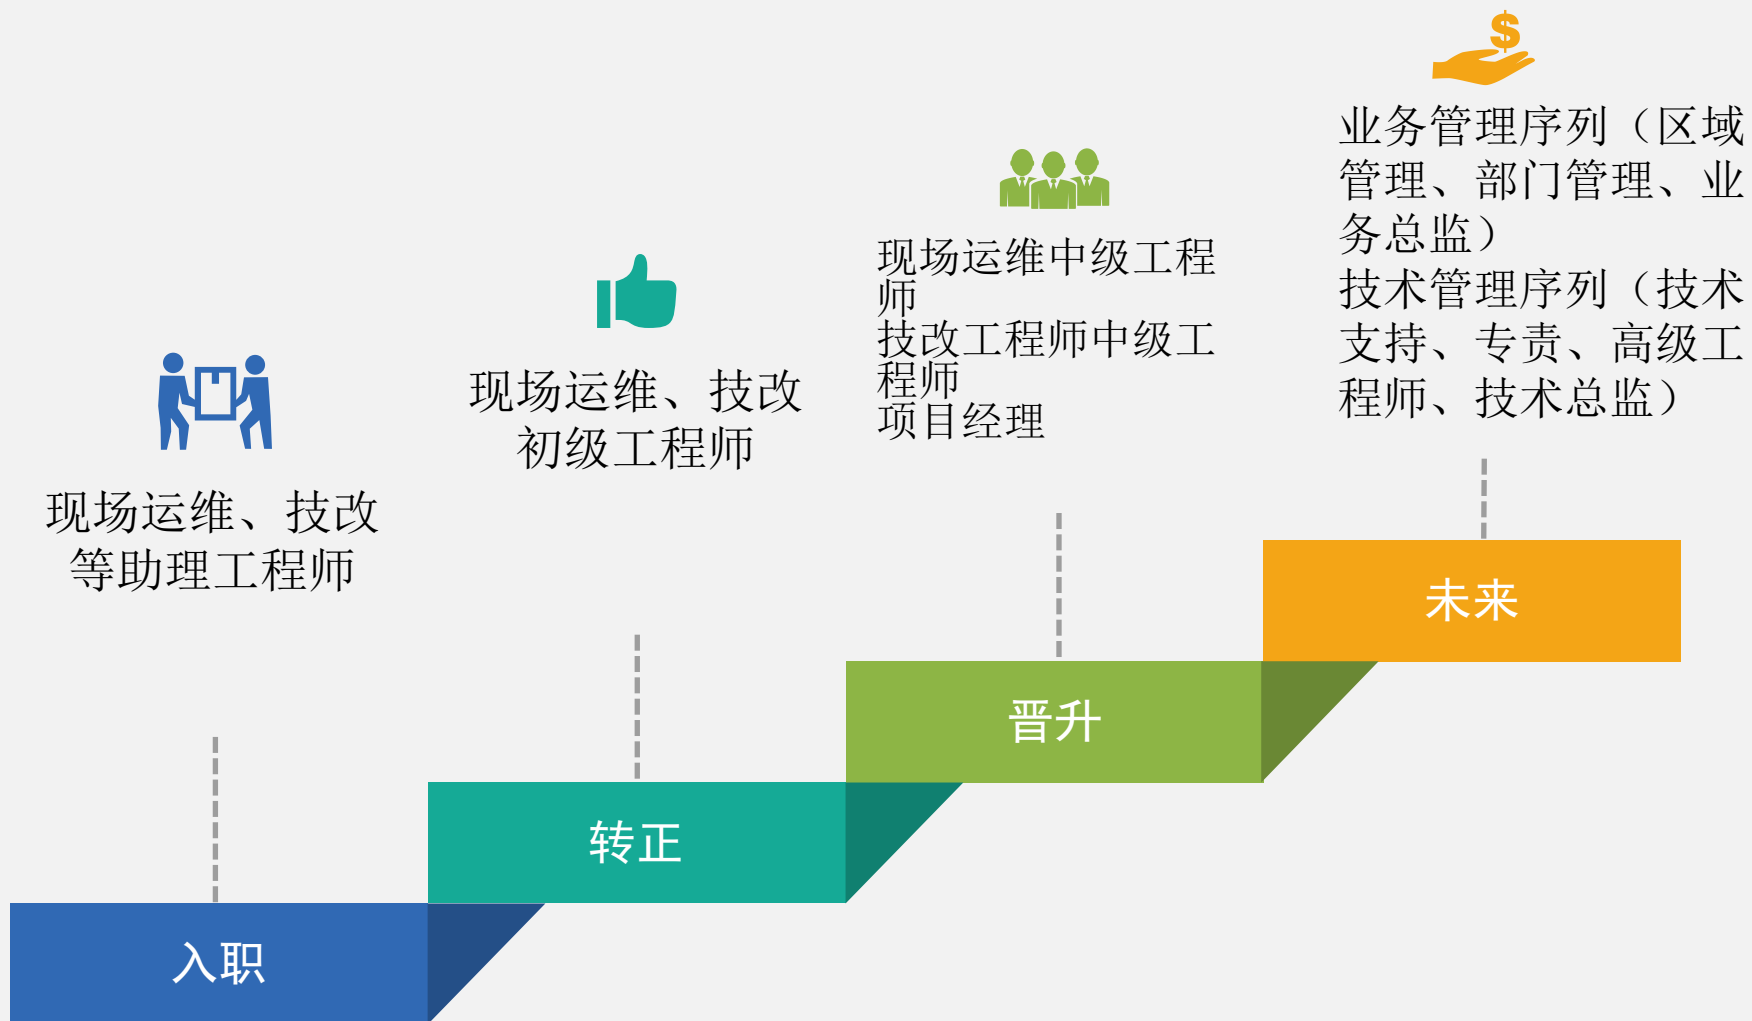 现场运维、技改
等助理工程师
入职
现场运维、技改
初级工程师
转正
现场运维中级工程
师
技改工程师中级工
程师
项目经理
晋升
$
业务管理序列（区域
管理、部门管理、业
务总监）
技术管理序列（技术
支持、专责、高级工
程师、技术总监）
未来